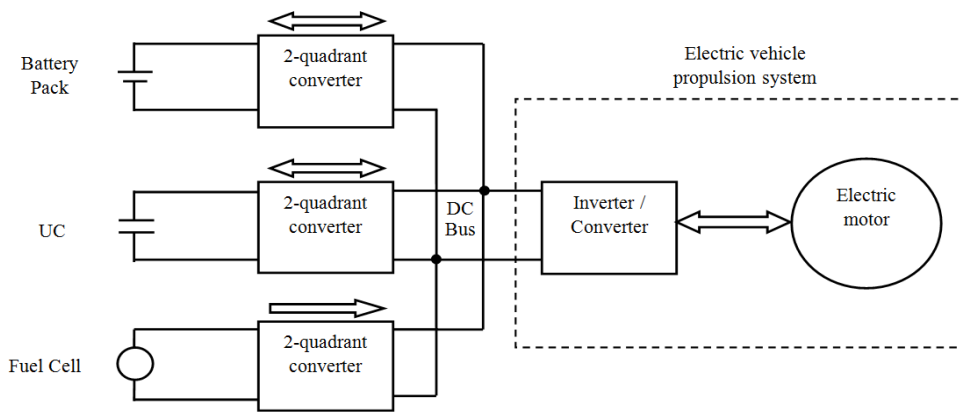 Battery
Pack
2-quadrant
converter
Electric vehicle
propulsion system
UC
2-quadrant
converter
DC
Bus
Inverter /
Converter
Electric
motor
Fuel Cell
2-quadrant
converter